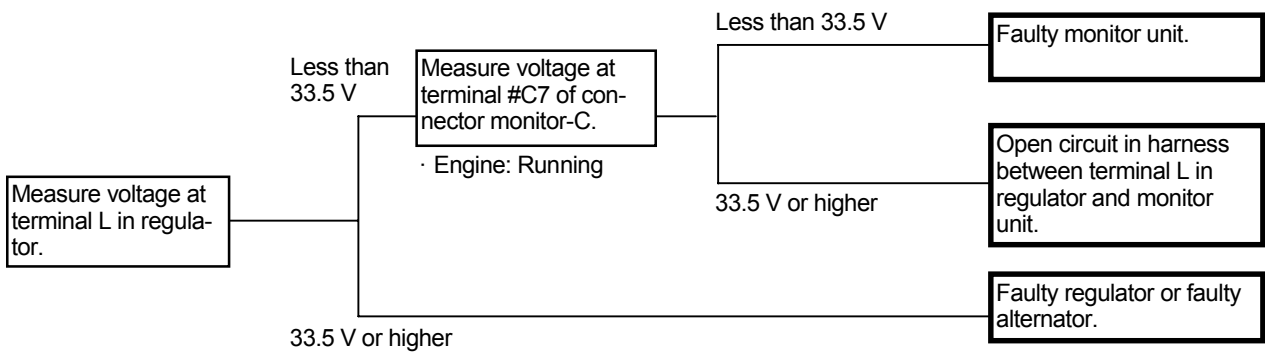 Measure voltage at
terminal L in regula-
tor.
Less than
33.5 V
Measure voltage at
terminal #C7 of con-
nector monitor-C.
· Engine: Running
Less than 33.5 V
Faulty monitor unit.
33.5 V or higher
Open circuit in harness
between terminal L in
regulator and monitor
unit.
33.5 V or higher
Faulty regulator or faulty
alternator.